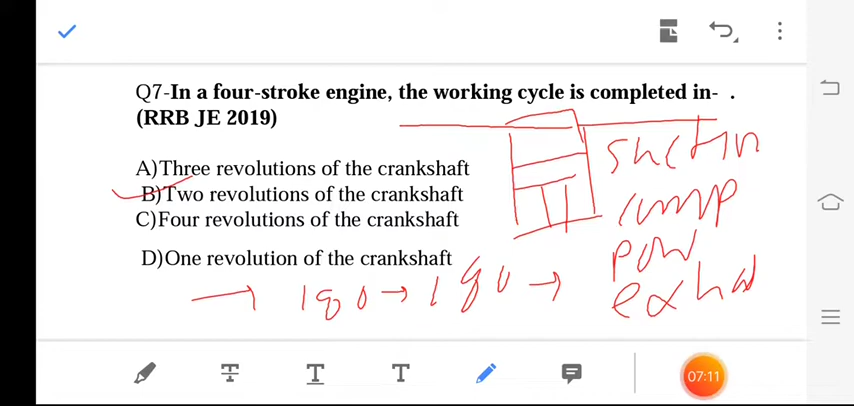 Q7-In a four-stroke engine, the working cycle is completed in- .
(RRB JE 2019)
A)Three revolutions of the crankshaft
B)Two revolutions of the crankshaft
C)Four revolutions of the crankshaft
D)One revolution of the crankshaft
suction
comp
pow
exha
→ 180 → 180 →
T T T
07:11